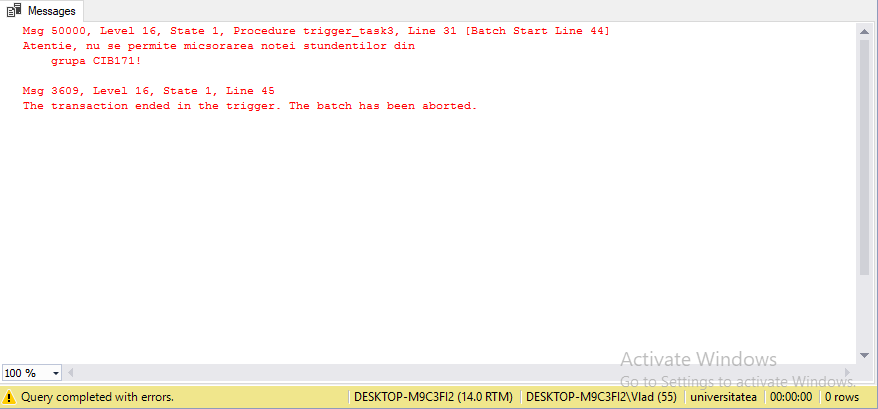 Messages
Msg 50000, Level 16, State 1, Procedure trigger_task3, Line 31 [Batch Start Line 44]
Atentie, nu se permite micsorarea notei stundentilor din
grupa CIB171!
Msg 3609, Level 16, State 1, Line 45
The transaction ended in the trigger. The batch has been aborted.
Activate Windows
Go to Settings to activate Windows.
100 %
Query completed with errors.
DESKTOP-M9C3FI2 (14.0 RTM)
DESKTOP-M9C3FI2\Vlad (55)
universitatea
00:00:00
0 rows